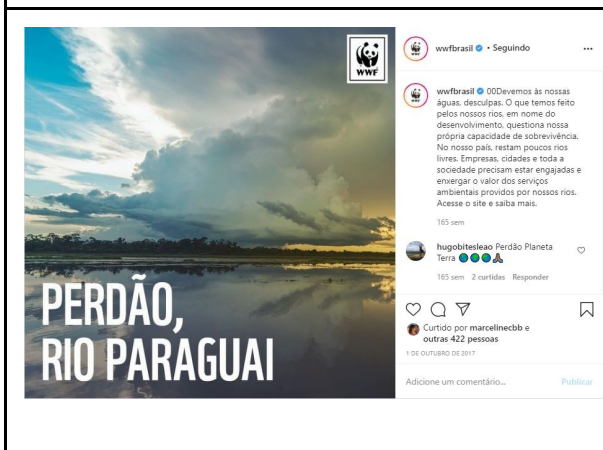 WWF
PERDÃO,
RIO PARAGUAI
wwfbrasil • Seguindo
wwfbrasil 00Devemos às nossas
águas, desculpas. O que temos feito
pelos nossos rios, em nome do
desenvolvimento, questiona nossa
própria capacidade de sobrevivência.
No nosso país, restam poucos rios
livres. Empresas, cidades e toda a
sociedade precisam estar engajadas e
enxergar o valor dos serviços
ambientais providos por nossos rios.
Acesse o site e saiba mais.
165 sem
hugobitesleao Perdão Planeta
Terra 🌎🌍🌎🙏🏾
165 sem 2 curtidas Responder
Curtido por marcelinecbb e
outras 422 pessoas
1 DE OUTUBRO DE 2017
Adicione um comentário... Publicar